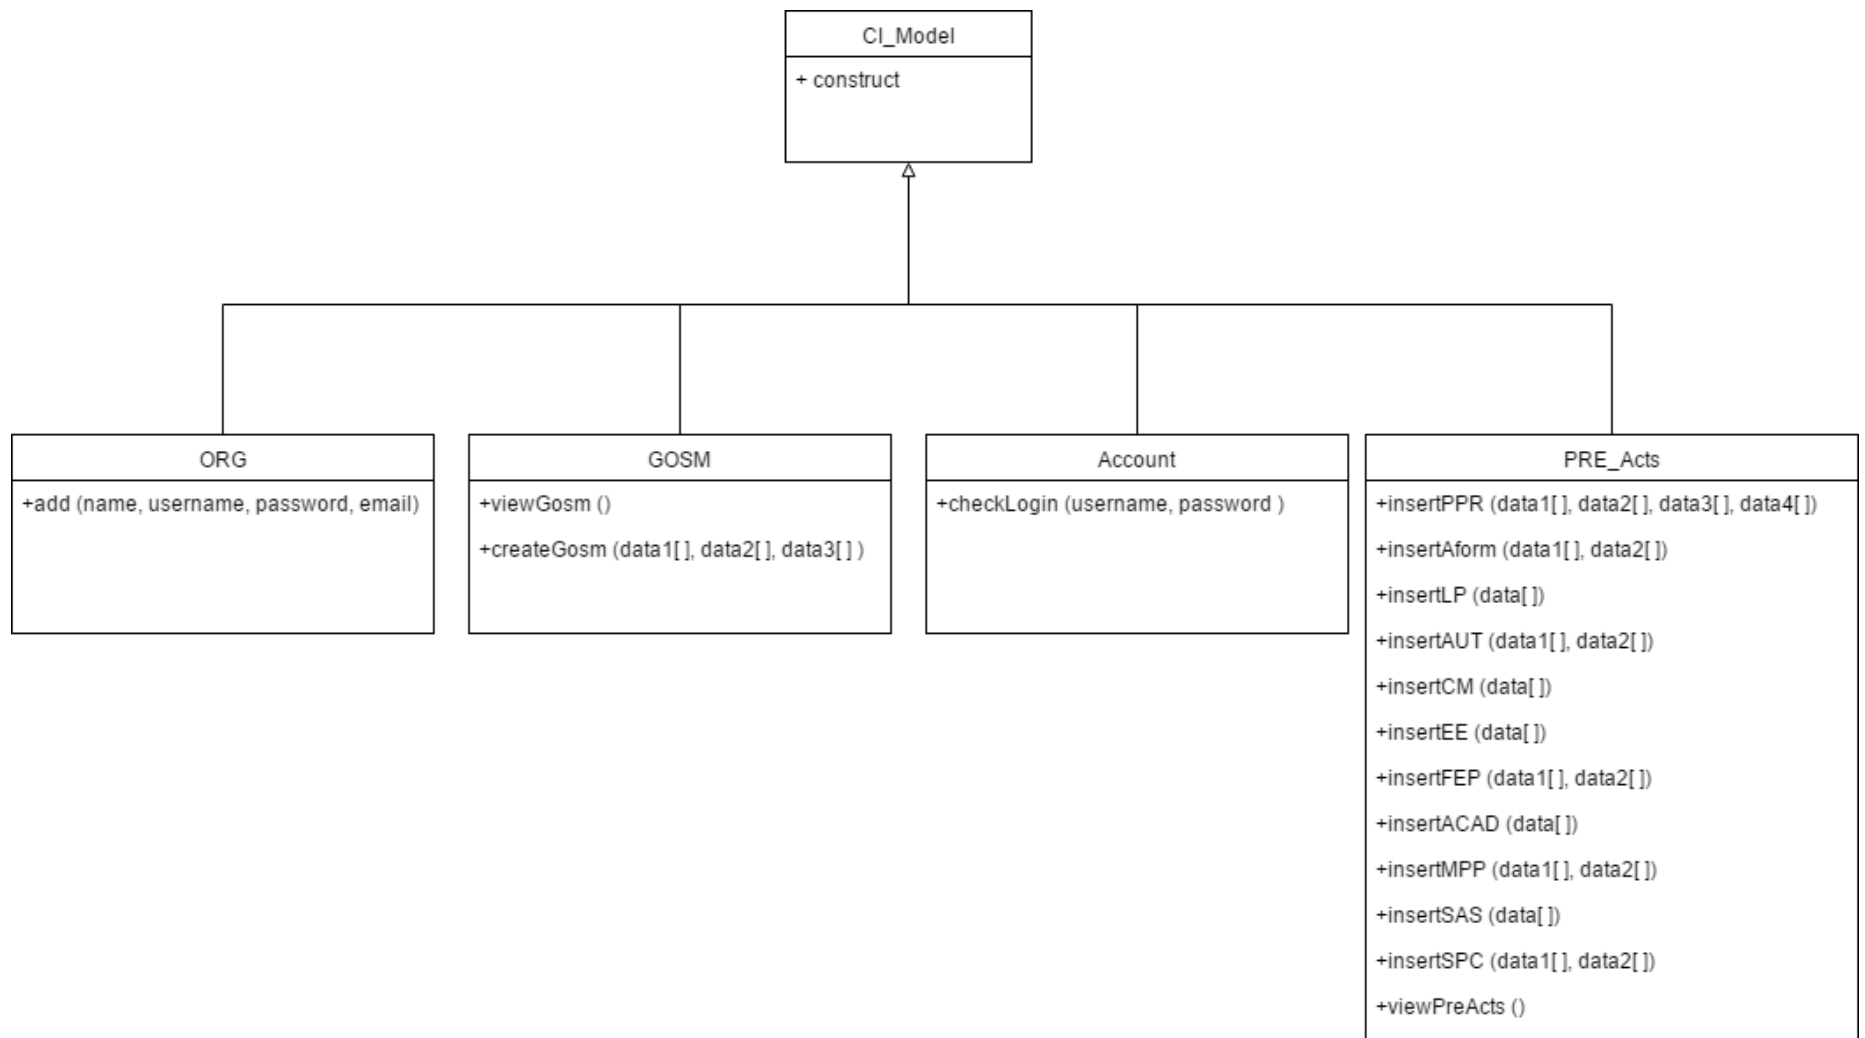 CI_Model
+ construct
ORG
+add (name, username, password, email)
GOSM
+viewGosm ()
+createGosm (data1[ ], data2[ ], data3[ ] )
Account
+checkLogin (username, password )
PRE_Acts
+insertPPR (data1[ ], data2[ ], data3[ ], data4[ ])
+insertAform (data1[ ], data2[ ])
+insertLP (data[ ])
+insertAUT (data1[ ], data2[ ])
+insertCM (data[ ])
+insertEE (data[ ])
+insertFEP (data1[ ], data2[ ])
+insertACAD (data[ ])
+insertMPP (data1[ ], data2[ ])
+insertSAS (data[ ])
+insertSPC (data1[ ], data2[ ])
+viewPreActs ()